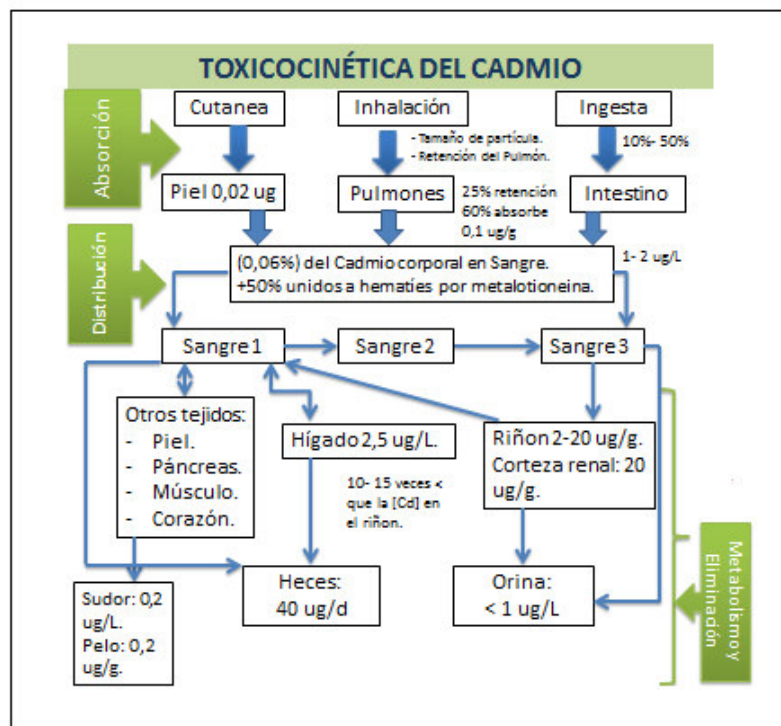 TOXICOCINÉTICA DEL CADMIO
Absorción
Cutanea
Inhalación
Ingesta
- Tamaño de partícula.
- Retención del Pulmón.
10%- 50%
Piel 0,02 ug
Pulmones
25% retención
60% absorbe
0,1 ug/g
Intestino
Distribución
(0,06%) del Cadmio corporal en Sangre.
+50% unidos a hematíes por metalotioneina.
1- 2 ug/L
Sangre 1
Sangre 2
Sangre 3
Otros tejidos:
- Piel.
- Páncreas.
- Músculo.
- Corazón.
Hígado 2,5 ug/L.
Riñon 2-20 ug/g.
Corteza renal: 20
ug/g.
10- 15 veces <
que la [Cd] en
el riñon.
Metabolismo y
Eliminación
Sudor: 0,2
ug/L.
Pelo: 0,2
ug/g.
Heces:
40 ug/d
Orina:
< 1 ug/L